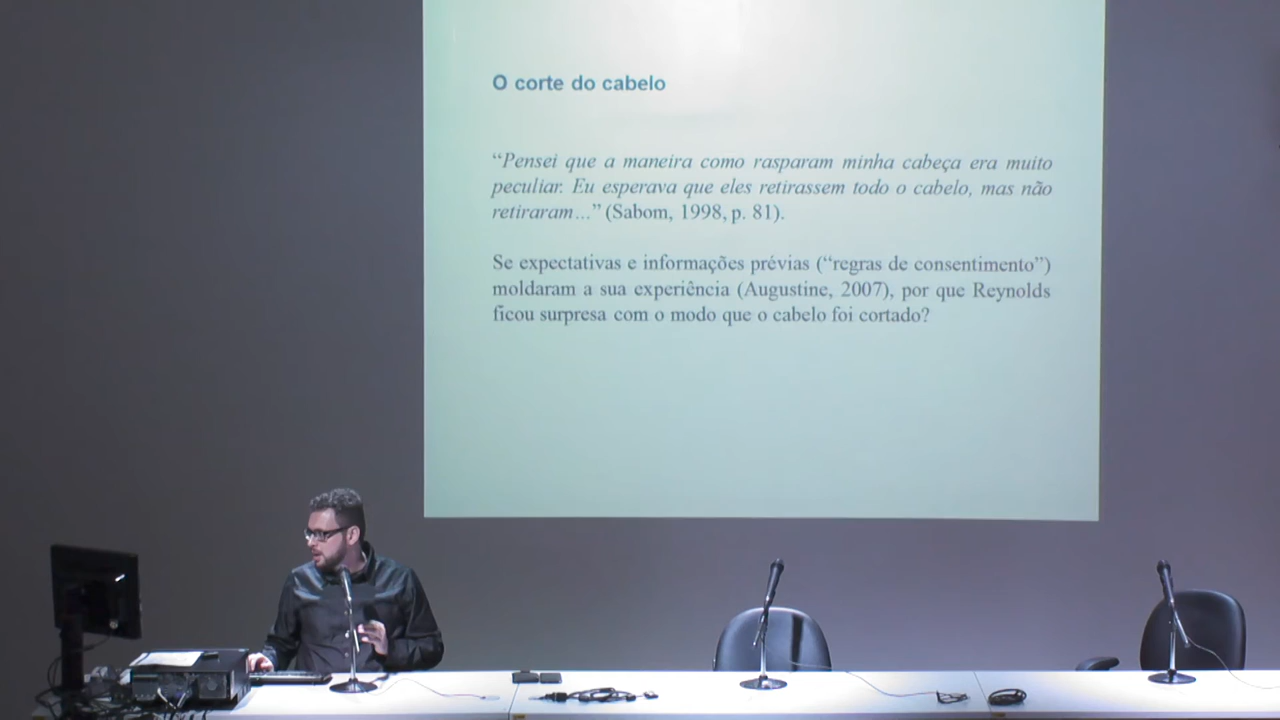 O corte do cabelo
“Pensei que a maneira como rasparam minha cabeça era muito
peculiar. Eu esperava que eles retirassem todo o cabelo, mas não
retiraram...” (Sabom, 1998, p. 81).
Se expectativas e informações prévias (“regras de consentimento”)
moldaram a sua experiência (Augustine, 2007), por que Reynolds
ficou surpresa com o modo que o cabelo foi cortado?